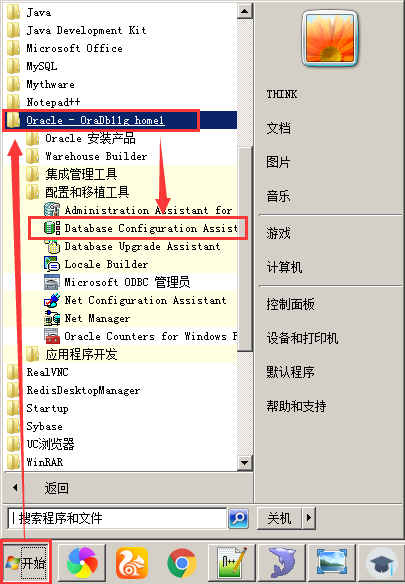 Java
Java Development Kit
Microsoft Office
MySQL
Mythware
Notepad++
Oracle - OraDb11g_home1
Oracle 安装产品
Warehouse Builder
集成管理工具
配置和移植工具
Administration Assistant for
Database Configuration Assist
Database Upgrade Assistant
Locale Builder
Microsoft ODBC 管理员
Net Configuration Assistant
Net Manager
Oracle Counters for Windows P
应用程序开发
RealVNC
RedisDesktopManager
Startup
Sybase
UC浏览器
WinRAR
返回
搜索程序和文件
THINK
文档
图片
音乐
游戏
计算机
控制面板
设备和打印机
默认程序
帮助和支持
关机
开始